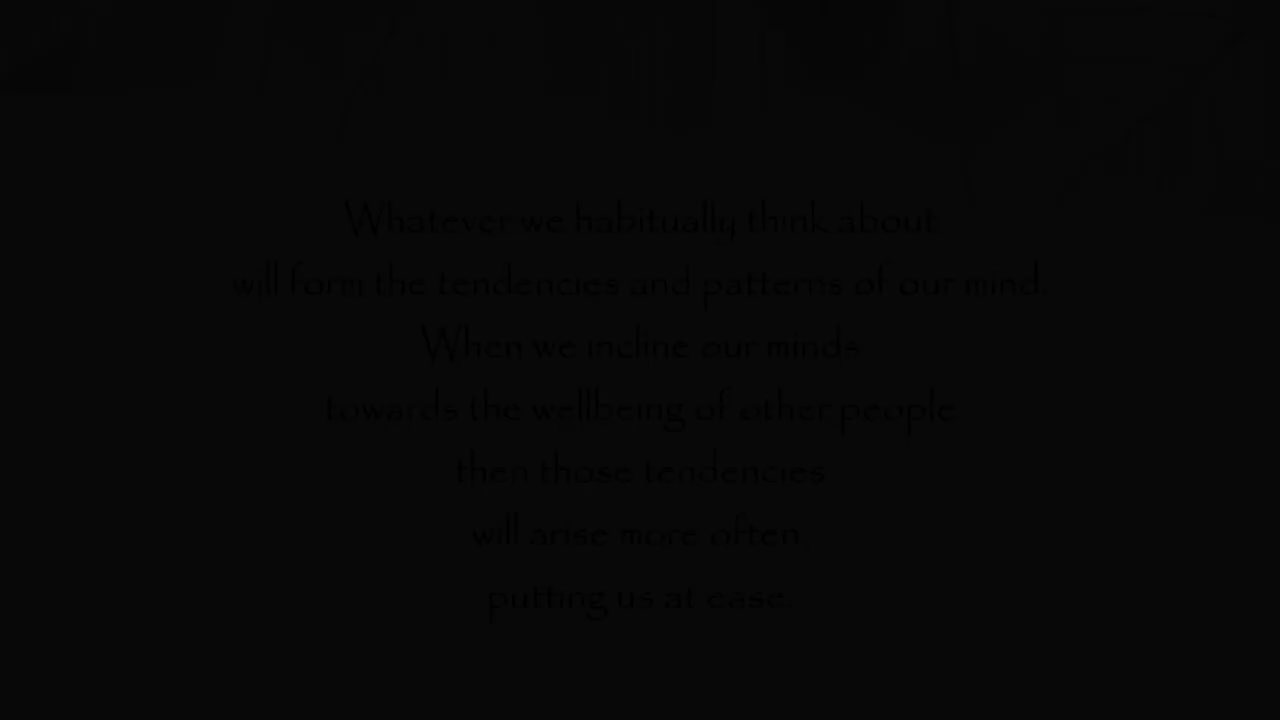 Whatever we habitually think about
will form the tendencies and patterns of our mind.
When we incline our minds
towards the wellbeing of other people
then those tendencies
will arise more often,
putting us at ease.